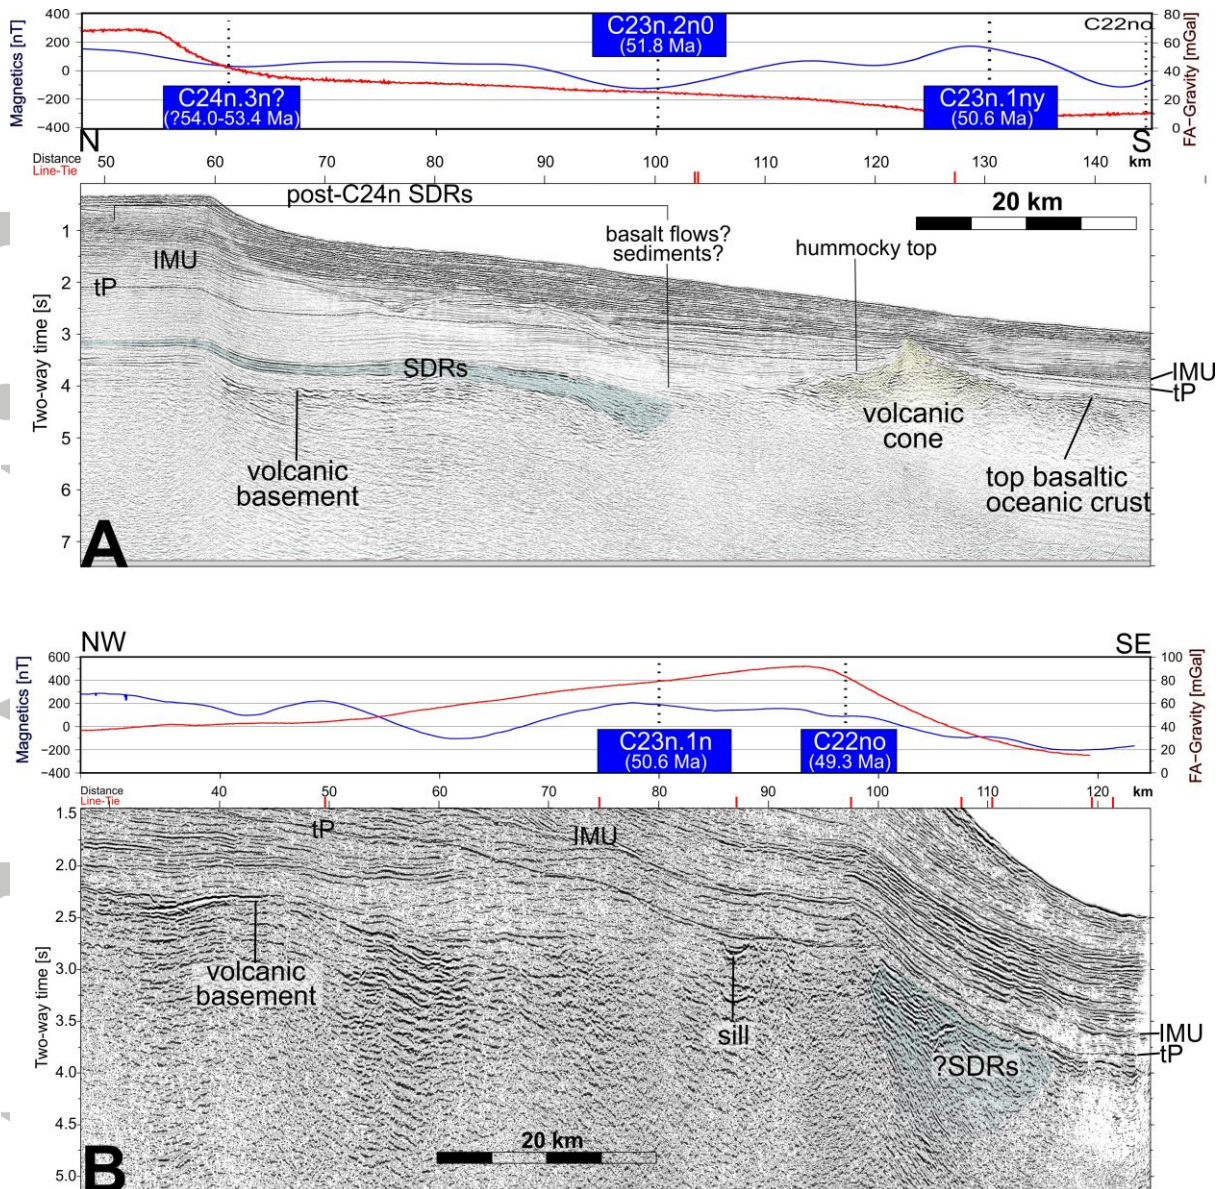 400
200
0
−200
−400
Magnetics [nT]
C23n.2n0
(51.8 Ma)
C22no
C24n.3n?
(?54.0-53.4 Ma)
C23n.1ny
(50.6 Ma)
80
60
40
20
0
FA−Gravity [mGal]
N
S
Distance
Line-Tie
50 60 70 80 90 100 110 120 130 140 km
post-C24n SDRs
20 km
basalt flows?
sediments?
hummocky top
IMU
tP
SDRs
IMU
tP
volcanic
basement
volcanic
cone
top basaltic
oceanic crust
1
2
3
4
5
6
7
Two-way time [s]
A
NW
SE
600
400
200
0
−200
−400
Magnetics [nT]
C23n.1n
(50.6 Ma)
C22no
(49.3 Ma)
100
80
60
40
20
0
FA−Gravity [mGal]
Distance
Line-Tie
40 50 60 70 80 90 100 110 120 km
1.5
2.0
2.5
3.0
3.5
4.0
4.5
5.0
Two-way time [s]
tP
IMU
volcanic
basement
sill
?SDRs
IMU
tP
20 km
B